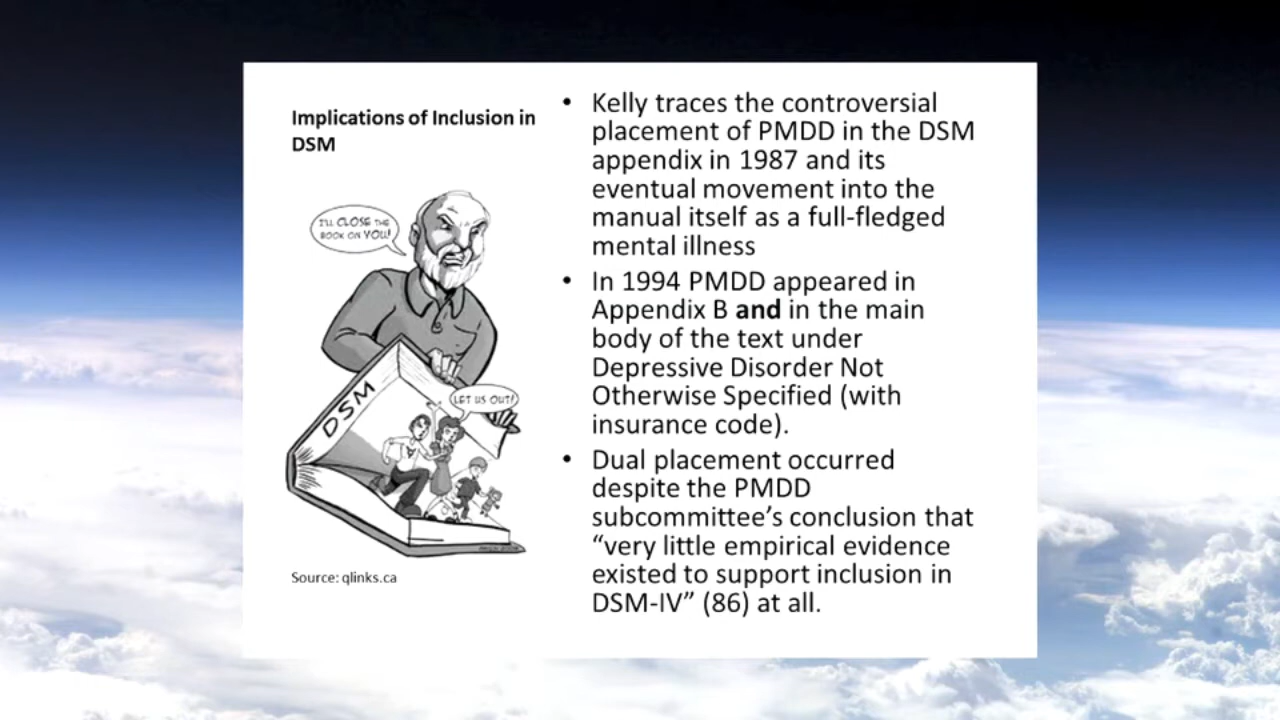 Implications of Inclusion in
DSM
I'LL CLOSE THE
BOOK ON YOU!
DSM
LET US OUT!
Source: qlinks.ca
• Kelly traces the controversial
placement of PMDD in the DSM
appendix in 1987 and its
eventual movement into the
manual itself as a full-fledged
mental illness
• In 1994 PMDD appeared in
Appendix B and in the main
body of the text under
Depressive Disorder Not
Otherwise Specified (with
insurance code).
• Dual placement occurred
despite the PMDD
subcommittee’s conclusion that
“very little empirical evidence
existed to support inclusion in
DSM-IV” (86) at all.